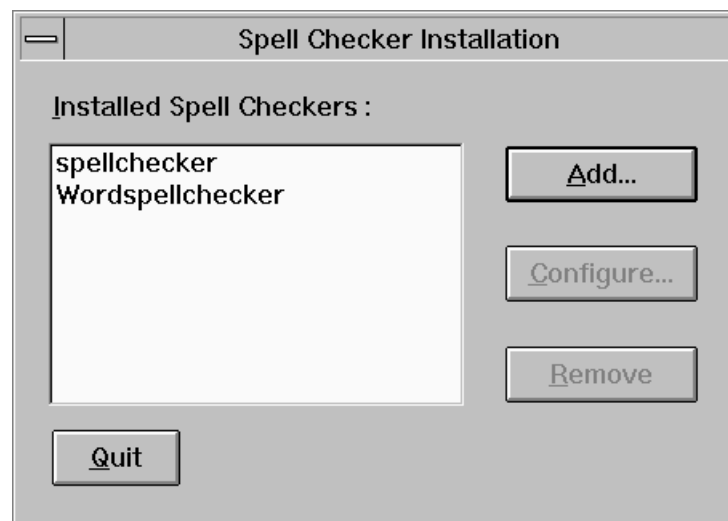 Spell Checker Installation
Installed Spell Checkers :
spellchecker
Wordspellchecker
Add...
Configure...
Remove
Quit